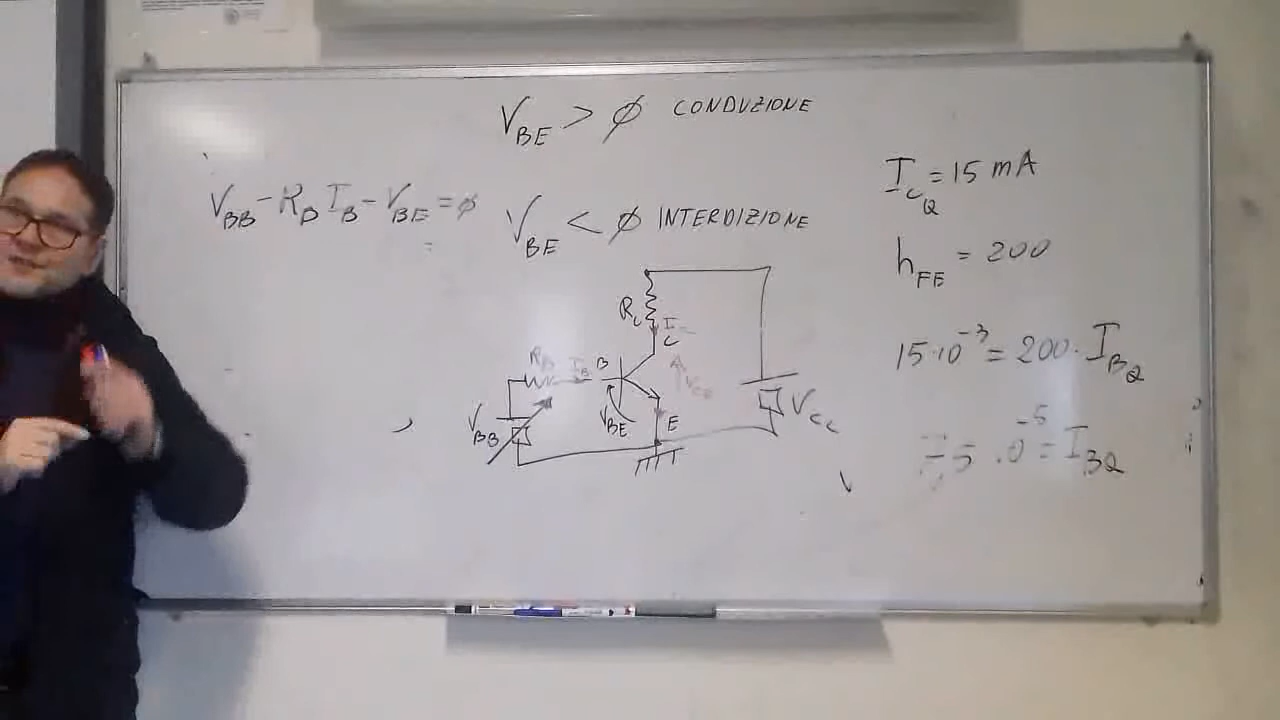 V_BE > ∅ CONDUZIONE
V_BB - R_B I_B - V_BE = ∅
V_BE < ∅ INTERDIZIONE
I_CQ = 15 mA
h_FE = 200
15·10^-3 = 200·I_BQ
7,5·10^-5 = I_BQ
R_C
I_C
C
R_B
I_B
B
V_CE
V_BB
V_BE
E
V_CC